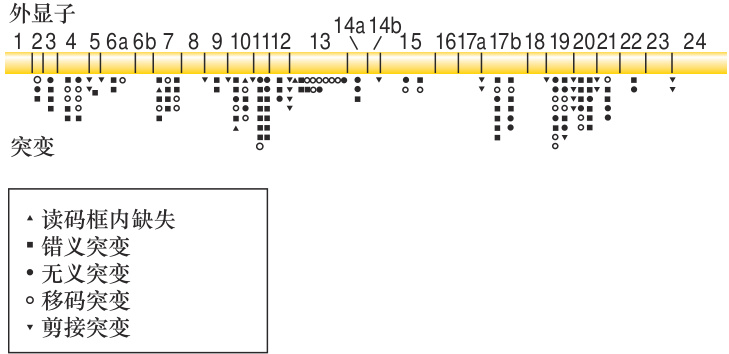 外显子
14a 14b
1 2 3 4 5 6a 6b 7 8 9 10 11 12 13 15 16 17a 17b 18 19 20 21 22 23 24
突变
▲ 读码框内缺失
■ 错义突变
● 无义突变
○ 移码突变
▼ 剪接突变